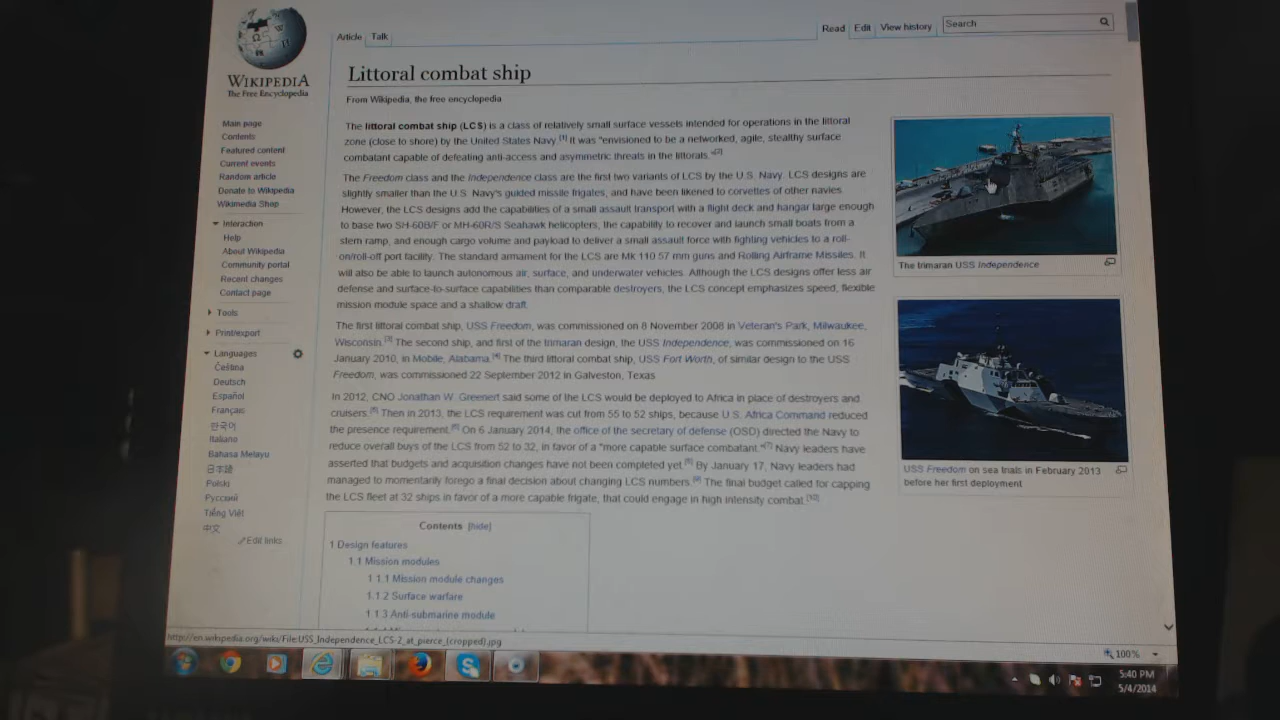 WIKIPEDIA
The Free Encyclopedia
Main page
Contents
Featured content
Current events
Random article
Donate to Wikipedia
Wikimedia Shop
Interaction
Help
About Wikipedia
Community portal
Recent changes
Contact page
Tools
Print/export
Languages
Čeština
Deutsch
Español
Français
한국어
Italiano
Bahasa Melayu
日本語
Polski
Русский
Tiếng Việt
中文
Edit links
Article Talk
Read Edit View history Search
Littoral combat ship
From Wikipedia, the free encyclopedia
The littoral combat ship (LCS) is a class of relatively small surface vessels intended for operations in the littoral
zone (close to shore) by the United States Navy.[1] It was "envisioned to be a networked, agile, stealthy surface
combatant capable of defeating anti-access and asymmetric threats in the littorals."[2]
The Freedom class and the Independence class are the first two variants of LCS by the U.S. Navy. LCS designs are
slightly smaller than the U.S. Navy's guided missile frigates, and have been likened to corvettes of other navies.
However, the LCS designs add the capabilities of a small assault transport with a flight deck and hangar large enough
to base two SH-60B/F or MH-60R/S Seahawk helicopters, the capability to recover and launch small boats from a
stern ramp, and enough cargo volume and payload to deliver a small assault force with fighting vehicles to a roll-
on/roll-off port facility. The standard armament for the LCS are Mk 110 57 mm guns and Rolling Airframe Missiles. It
will also be able to launch autonomous air, surface, and underwater vehicles. Although the LCS designs offer less air
defense and surface-to-surface capabilities than comparable destroyers, the LCS concept emphasizes speed, flexible
mission module space and a shallow draft.
The first littoral combat ship, USS Freedom, was commissioned on 8 November 2008 in Veteran's Park, Milwaukee,
Wisconsin.[3] The second ship, and first of the trimaran design, the USS Independence, was commissioned on 16
January 2010, in Mobile, Alabama.[4] The third littoral combat ship, USS Fort Worth, of similar design to the USS
Freedom, was commissioned 22 September 2012 in Galveston, Texas
In 2012, CNO Jonathan W. Greenert said some of the LCS would be deployed to Africa in place of destroyers and
cruisers.[5] Then in 2013, the LCS requirement was cut from 55 to 52 ships, because U.S. Africa Command reduced
the presence requirement.[6] On 6 January 2014, the office of the secretary of defense (OSD) directed the Navy to
reduce overall buys of the LCS from 52 to 32, in favor of a "more capable surface combatant."[7] Navy leaders have
asserted that budgets and acquisition changes have not been completed yet.[8] By January 17, Navy leaders had
managed to momentarily forego a final decision about changing LCS numbers.[9] The final budget called for capping
the LCS fleet at 32 ships in favor of a more capable frigate, that could engage in high intensity combat.[10]
The trimaran USS Independence
USS Freedom on sea trials in February 2013
before her first deployment
Contents [hide]
1 Design features
1.1 Mission modules
1.1.1 Mission module changes
1.1.2 Surface warfare
1.1.3 Anti-submarine module
http://en.wikipedia.org/wiki/File:USS_Independence_LCS-2_at_pierce_(cropped).jpg
100%
5:40 PM
5/4/2014